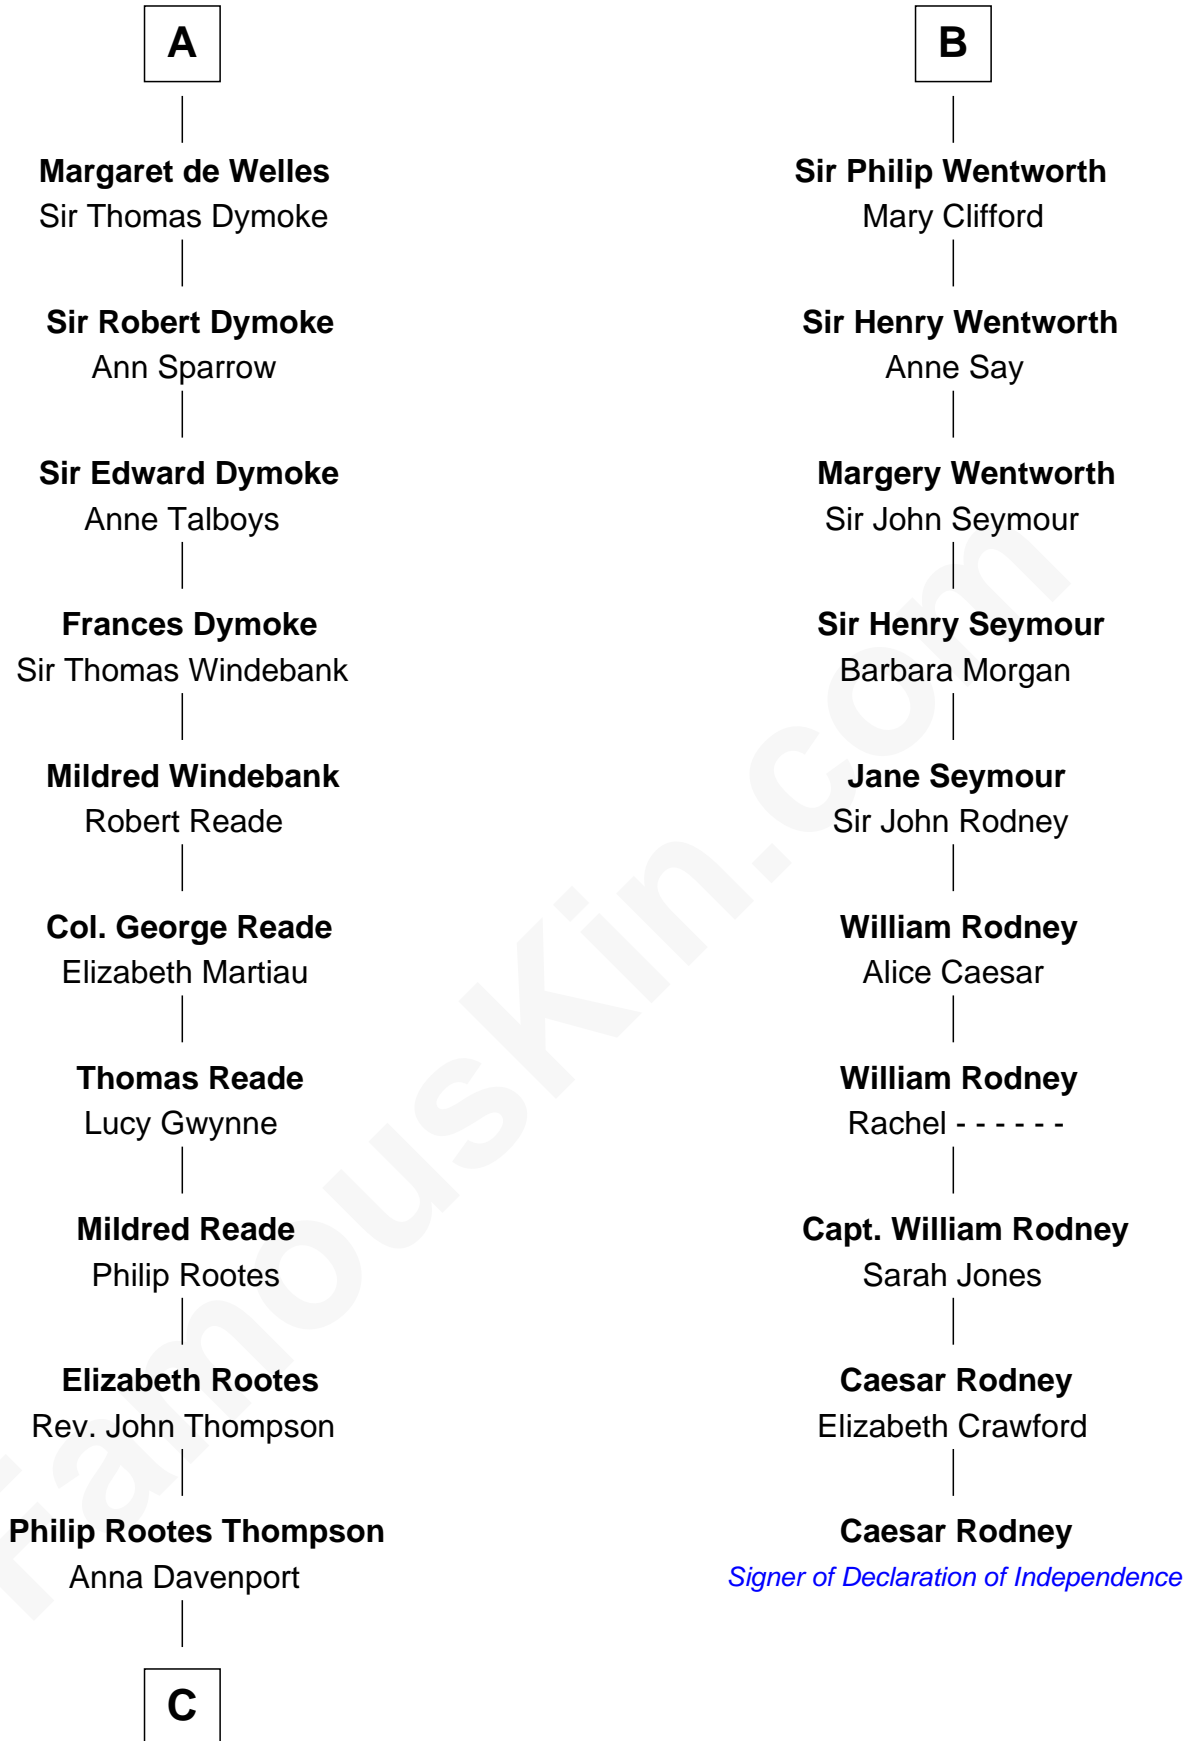 A
Margaret de Welles
Sir Thomas Dymoke
Sir Robert Dymoke
Ann Sparrow
Sir Edward Dymoke
Anne Talboys
Frances Dymoke
Sir Thomas Windebank
Mildred Windebank
Robert Reade
Col. George Reade
Elizabeth Martiau
Thomas Reade
Lucy Gwynne
Mildred Reade
Philip Rootes
Elizabeth Rootes
Rev. John Thompson
Philip Rootes Thompson
Anna Davenport
C
B
Sir Philip Wentworth
Mary Clifford
Sir Henry Wentworth
Anne Say
Margery Wentworth
Sir John Seymour
Sir Henry Seymour
Barbara Morgan
Jane Seymour
Sir John Rodney
William Rodney
Alice Caesar
William Rodney
Rachel - - - - - -
Capt. William Rodney
Sarah Jones
Caesar Rodney
Elizabeth Crawford
Caesar Rodney
Signer of Declaration of Independence
FamousKin.com